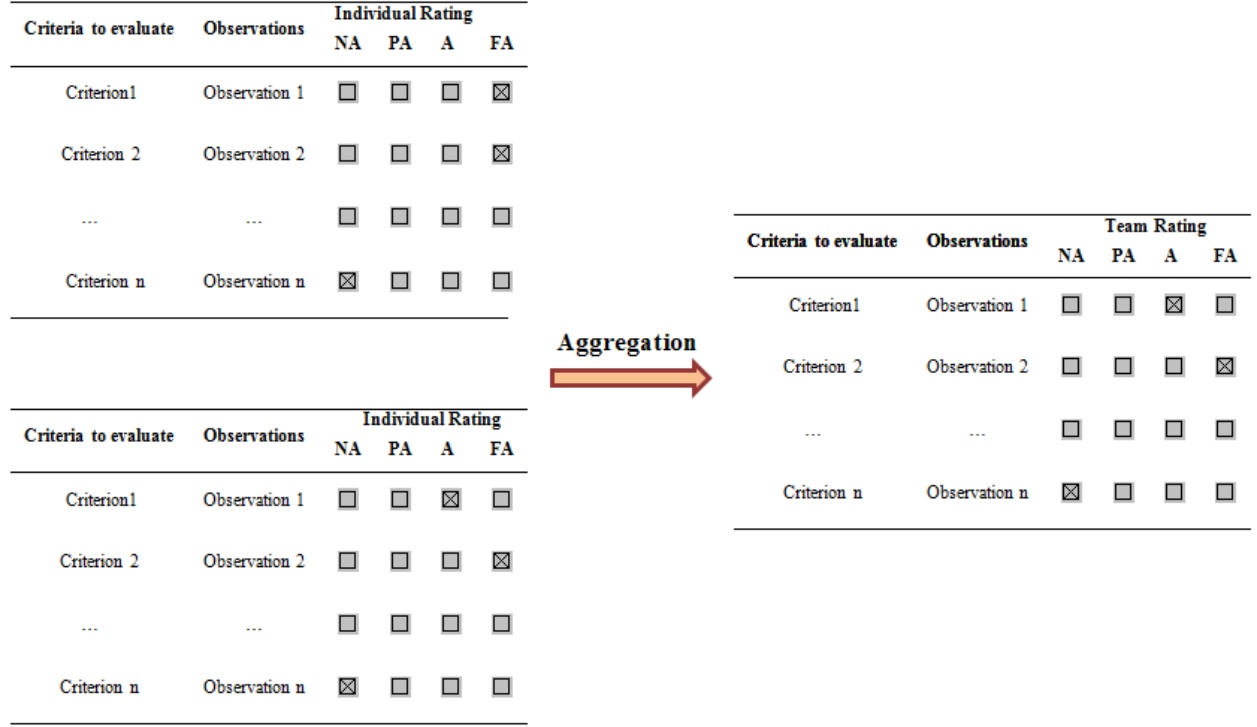 Criteria to evaluate Observations Individual Rating
NA PA A FA
Criterion1 Observation 1
Criterion 2 Observation 2
... ...
Criterion n Observation n
Aggregation
Criteria to evaluate Observations Individual Rating
NA PA A FA
Criterion1 Observation 1
Criterion 2 Observation 2
... ...
Criterion n Observation n
Criteria to evaluate Observations Team Rating
NA PA A FA
Criterion1 Observation 1
Criterion 2 Observation 2
... ...
Criterion n Observation n